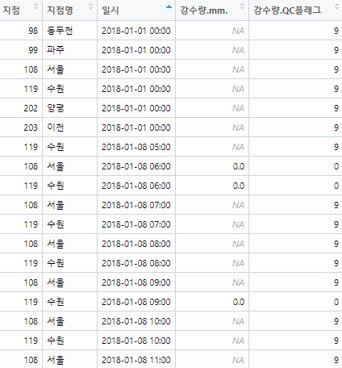 지점 지점명 일시 강수량.mm. 강수량.QC플래그
98 동두천 2018-01-01 00:00 NA 9
99 파주 2018-01-01 00:00 NA 9
108 서울 2018-01-01 00:00 NA 9
119 수원 2018-01-01 00:00 NA 9
202 양평 2018-01-01 00:00 NA 9
203 이천 2018-01-01 00:00 NA 9
119 수원 2018-01-08 05:00 NA 9
108 서울 2018-01-08 06:00 0.0 9
119 수원 2018-01-08 06:00 0.0 0
108 서울 2018-01-08 07:00 NA 9
119 수원 2018-01-08 07:00 NA 9
108 서울 2018-01-08 08:00 NA 9
119 수원 2018-01-08 08:00 NA 9
108 서울 2018-01-08 09:00 NA 9
119 수원 2018-01-08 09:00 0.0 0
108 서울 2018-01-08 10:00 NA 9
119 수원 2018-01-08 10:00 NA 9
108 서울 2018-01-08 11:00 NA 9